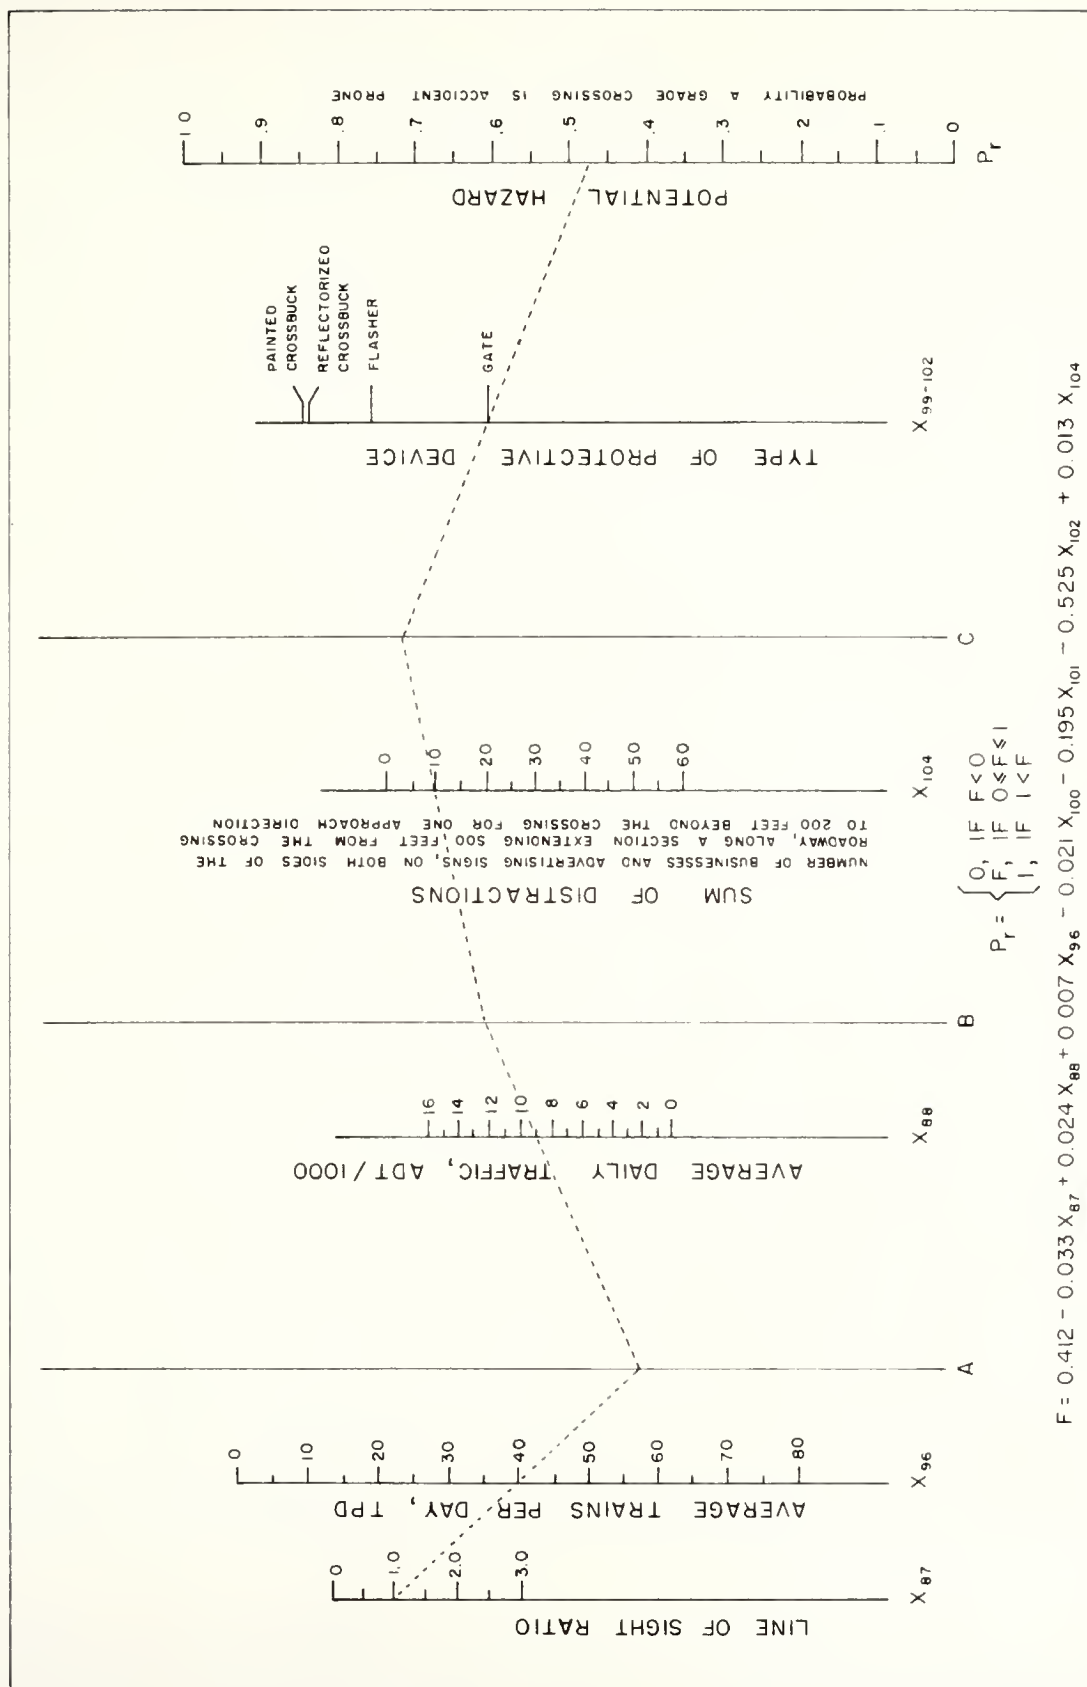 1.0
.9
.8
.7
.6
.5
.4
.3
.2
.1
0
Pr
PROBABILITY A GRADE CROSSING IS ACCIDENT PRONE
POTENTIAL HAZARD
PAINTED
CROSSBUCK
REFLECTORIZED
CROSSBUCK
FLASHER
GATE
X99-102
TYPE OF PROTECTIVE DEVICE
C
0
10
20
30
40
50
60
X104
NUMBER OF BUSINESSES AND ADVERTISING SIGNS, ON BOTH SIDES OF THE
ROADWAY, ALONG A SECTION EXTENDING 500 FEET FROM THE CROSSING
TO 200 FEET BEYOND THE CROSSING FOR ONE APPROACH DIRECTION
SUM OF DISTRACTIONS
B
16
14
12
10
8
6
4
2
0
X88
AVERAGE DAILY TRAFFIC, ADT/1000
A
0
10
20
30
40
50
60
70
80
X96
AVERAGE TRAINS PER DAY, TPD
0
1.0
2.0
3.0
X87
LINE OF SIGHT RATIO
Pr = { 0, IF F<0
F, IF 0≤F≤1
1, IF 1<F
F = 0.412 - 0.033 X87 + 0.024 X88 + 0.007 X96 - 0.021 X100 - 0.195 X101 - 0.525 X102 + 0.013 X104